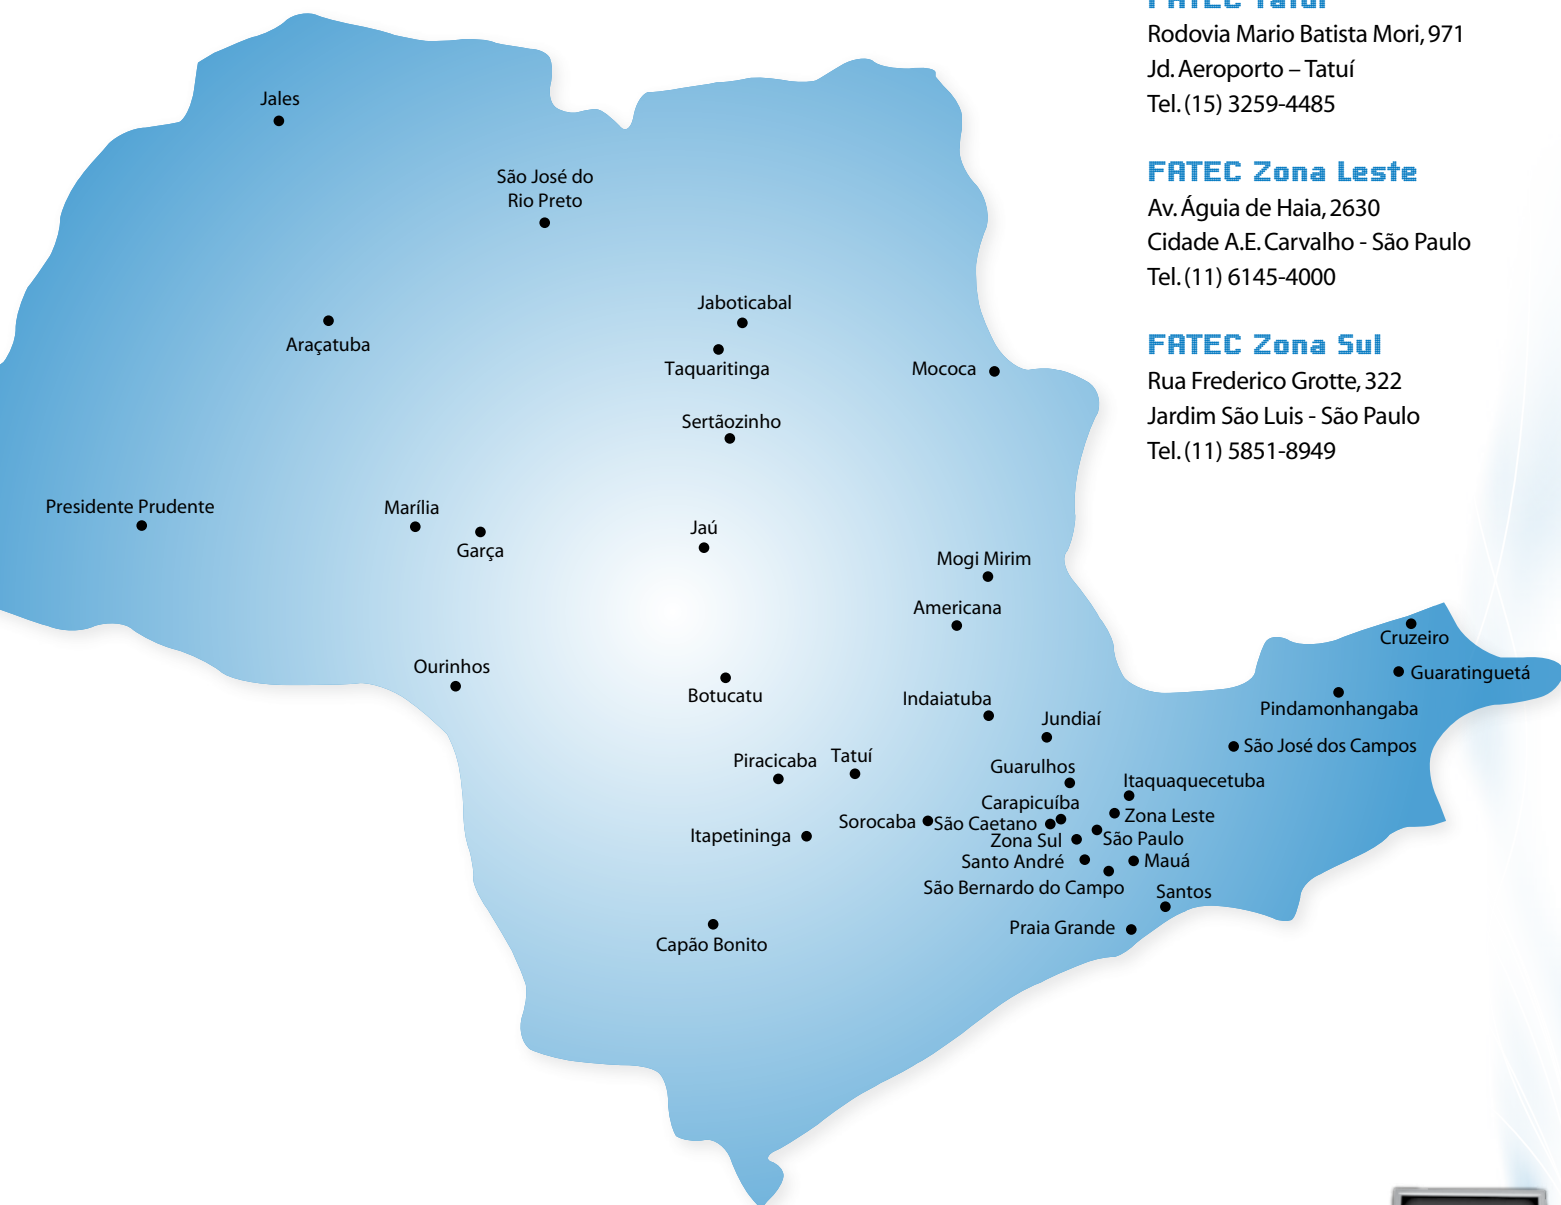 FATEC Tatuí
Rodovia Mario Batista Mori, 971
Jd. Aeroporto – Tatuí
Tel. (15) 3259-4485
FATEC Zona Leste
Av. Águia de Haia, 2630
Cidade A.E. Carvalho - São Paulo
Tel. (11) 6145-4000
FATEC Zona Sul
Rua Frederico Grotte, 322
Jardim São Luis - São Paulo
Tel. (11) 5851-8949
Jales
São José do
Rio Preto
Jaboticabal
Araçatuba
Taquaritinga
Mococa
Sertãozinho
Presidente Prudente
Marília
Garça
Jaú
Mogi Mirim
Americana
Cruzeiro
Ourinhos
Guaratinguetá
Botucatu
Indaiatuba
Pindamonhangaba
Jundiaí
São José dos Campos
Piracicaba
Tatuí
Guarulhos
Itaquaquecetuba
Carapicuíba
Zona Leste
Sorocaba
São Caetano
Itapetininga
Zona Sul
São Paulo
Santo André
Mauá
São Bernardo do Campo
Santos
Praia Grande
Capão Bonito